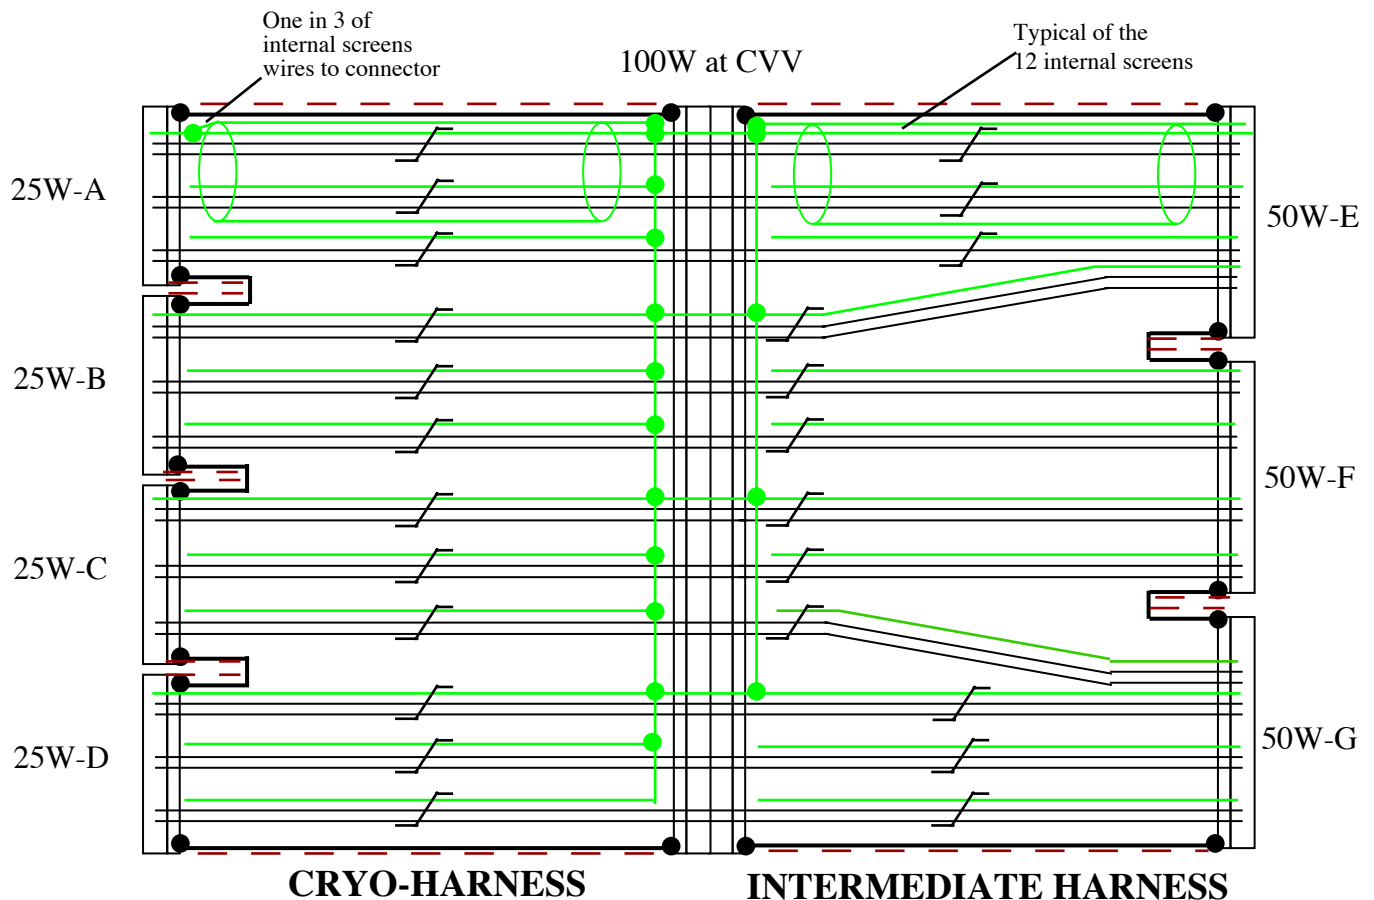 One in 3 of
internal screens
wires to connector
100W at CVV
Typical of the
12 internal screens
25W-A
50W-E
25W-B
50W-F
25W-C
25W-D
50W-G
CRYO-HARNESS
INTERMEDIATE HARNESS